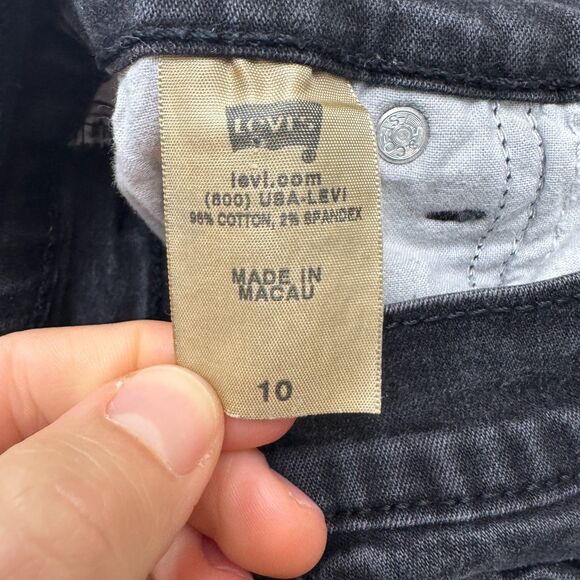 Levi's
levi.com
(800) USA-LEVI
98% COTTON, 2% SPANDEX
MADE IN
MACAU
10